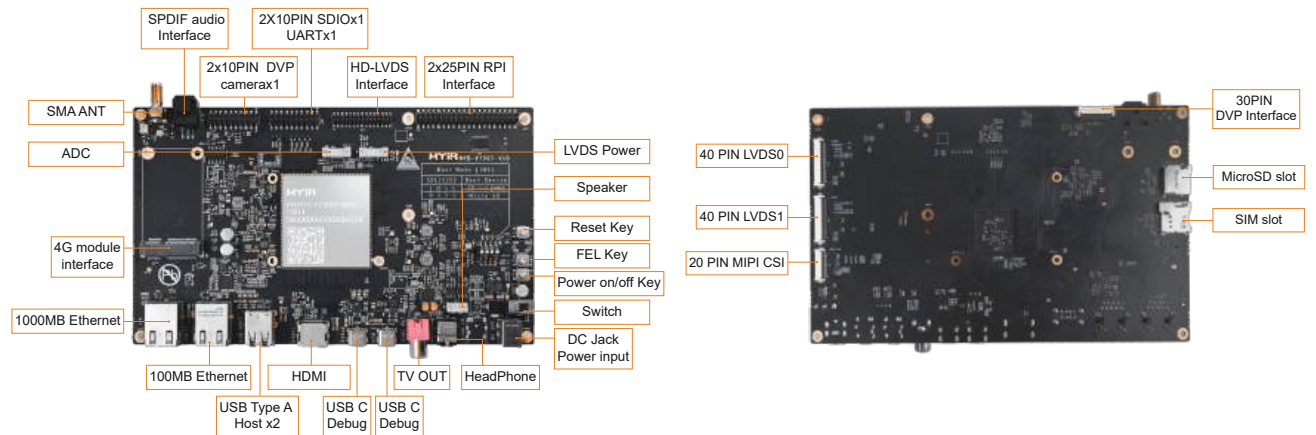 SPDIF audio
Interface
2X10PIN SDIOx1
UARTx1
2x10PIN DVP
camerax1
HD-LVDS
Interface
2x25PIN RPI
Interface
SMA ANT
ADC
LVDS Power
Speaker
Reset Key
FEL Key
Power on/off Key
Switch
DC Jack
Power input
4G module
interface
1000MB Ethernet
100MB Ethernet
USB Type A
Host x2
HDMI
USB C
Debug
USB C
Debug
TV OUT
HeadPhone
MYiR
MYiR
30PIN
DVP Interface
40 PIN LVDS0
40 PIN LVDS1
20 PIN MIPI CSI
MicroSD slot
SIM slot